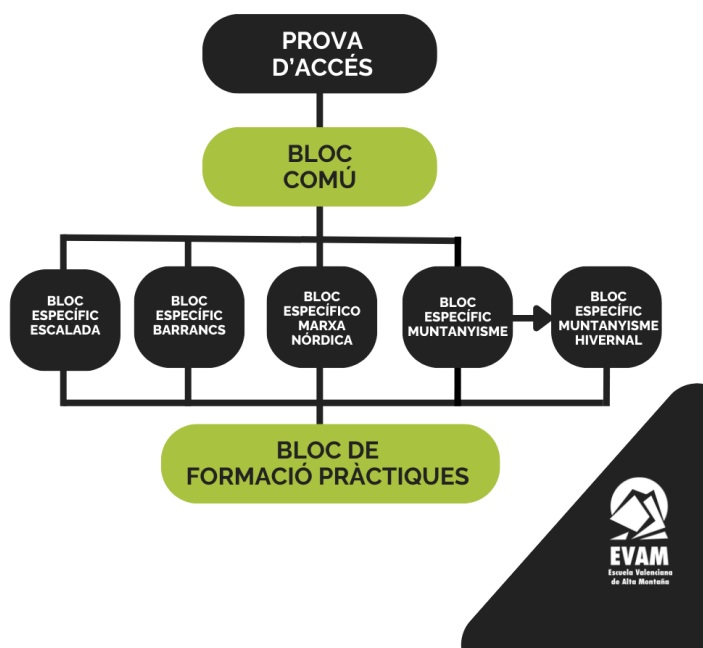 PROVA
D'ACCÉS
BLOC
COMÚ
BLOC
ESPECÍFIC
ESCALADA
BLOC
ESPECÍFIC
BARRANCS
BLOC
ESPECÍFICO
MARXA
NÓRDICA
BLOC
ESPECÍFIC
MUNTANYISME
BLOC
ESPECÍFIC
MUNTANYISME
HIVERNAL
BLOC DE
FORMACIÓ PRÀCTIQUES
EVAM
Escuela Valenciana
de Alta Montaña